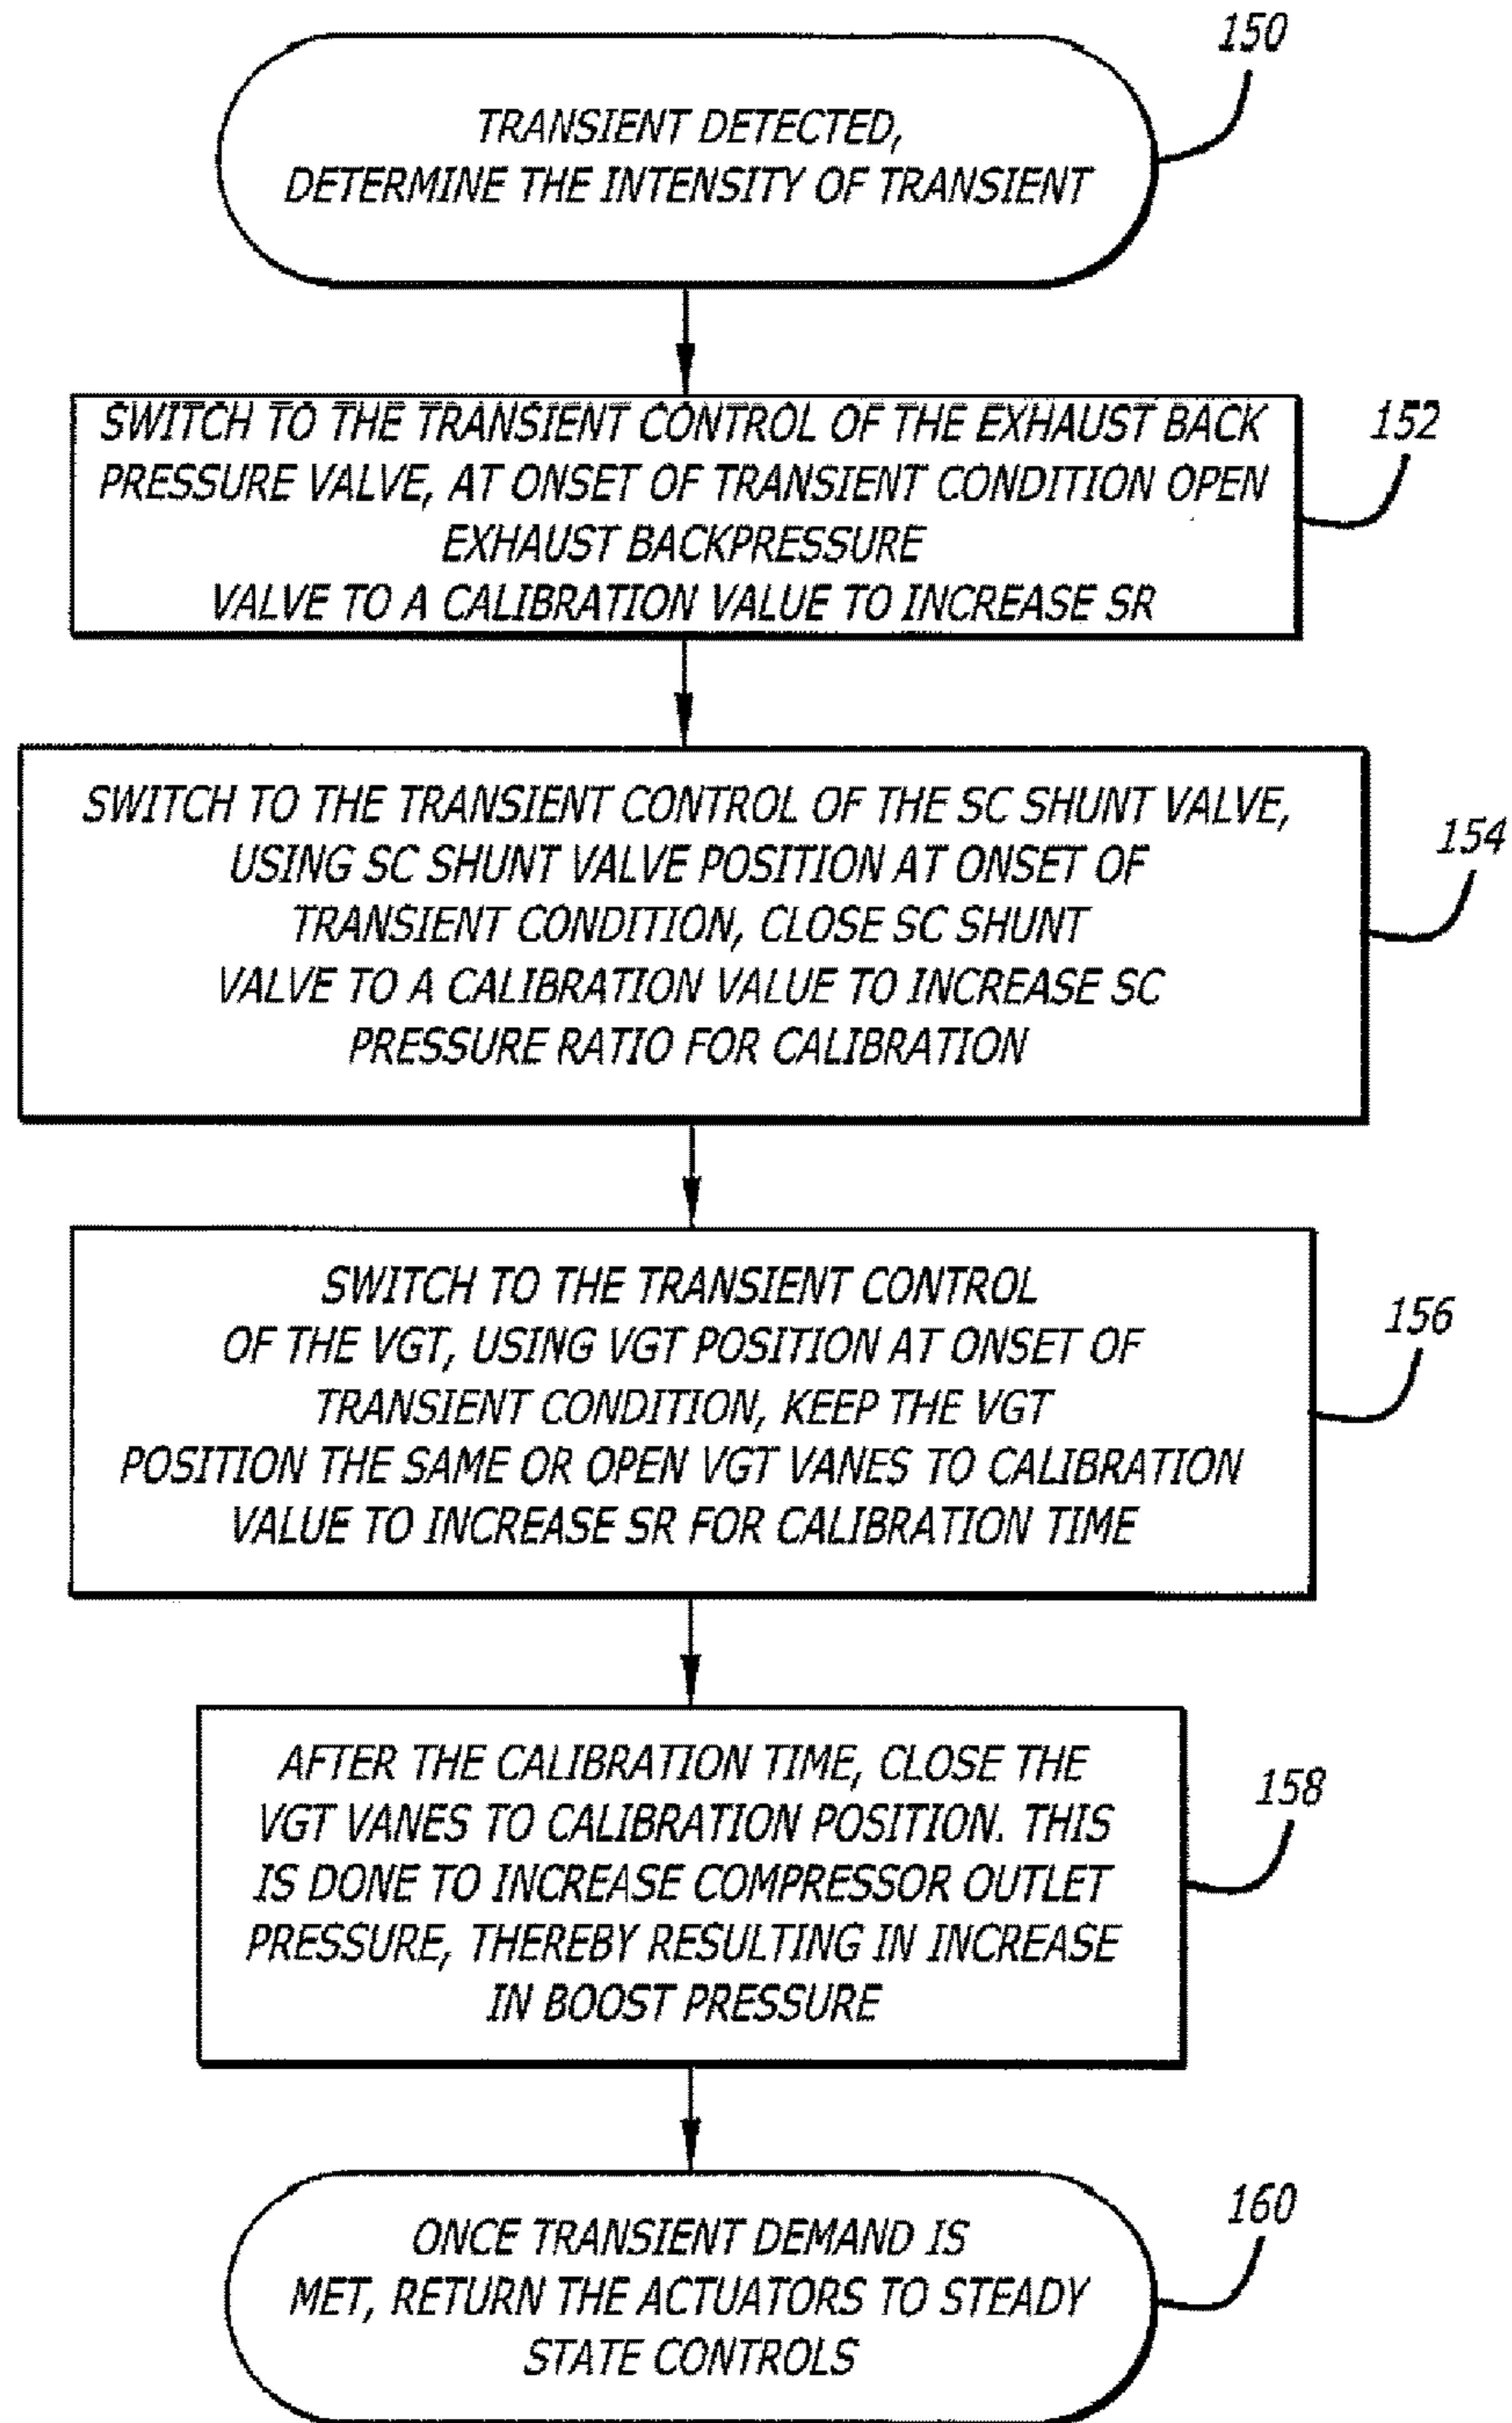 150
TRANSIENT DETECTED,
DETERMINE THE INTENSITY OF TRANSIENT
152
SWITCH TO THE TRANSIENT CONTROL OF THE EXHAUST BACK
PRESSURE VALVE, AT ONSET OF TRANSIENT CONDITION OPEN
EXHAUST BACKPRESSURE
VALVE TO A CALIBRATION VALUE TO INCREASE SR
154
SWITCH TO THE TRANSIENT CONTROL OF THE SC SHUNT VALVE,
USING SC SHUNT VALVE POSITION AT ONSET OF
TRANSIENT CONDITION, CLOSE SC SHUNT
VALVE TO A CALIBRATION VALUE TO INCREASE SC
PRESSURE RATIO FOR CALIBRATION
156
SWITCH TO THE TRANSIENT CONTROL
OF THE VGT, USING VGT POSITION AT ONSET OF
TRANSIENT CONDITION, KEEP THE VGT
POSITION THE SAME OR OPEN VGT VANES TO CALIBRATION
VALUE TO INCREASE SR FOR CALIBRATION TIME
158
AFTER THE CALIBRATION TIME, CLOSE THE
VGT VANES TO CALIBRATION POSITION. THIS
IS DONE TO INCREASE COMPRESSOR OUTLET
PRESSURE, THEREBY RESULTING IN INCREASE
IN BOOST PRESSURE
160
ONCE TRANSIENT DEMAND IS
MET, RETURN THE ACTUATORS TO STEADY
STATE CONTROLS